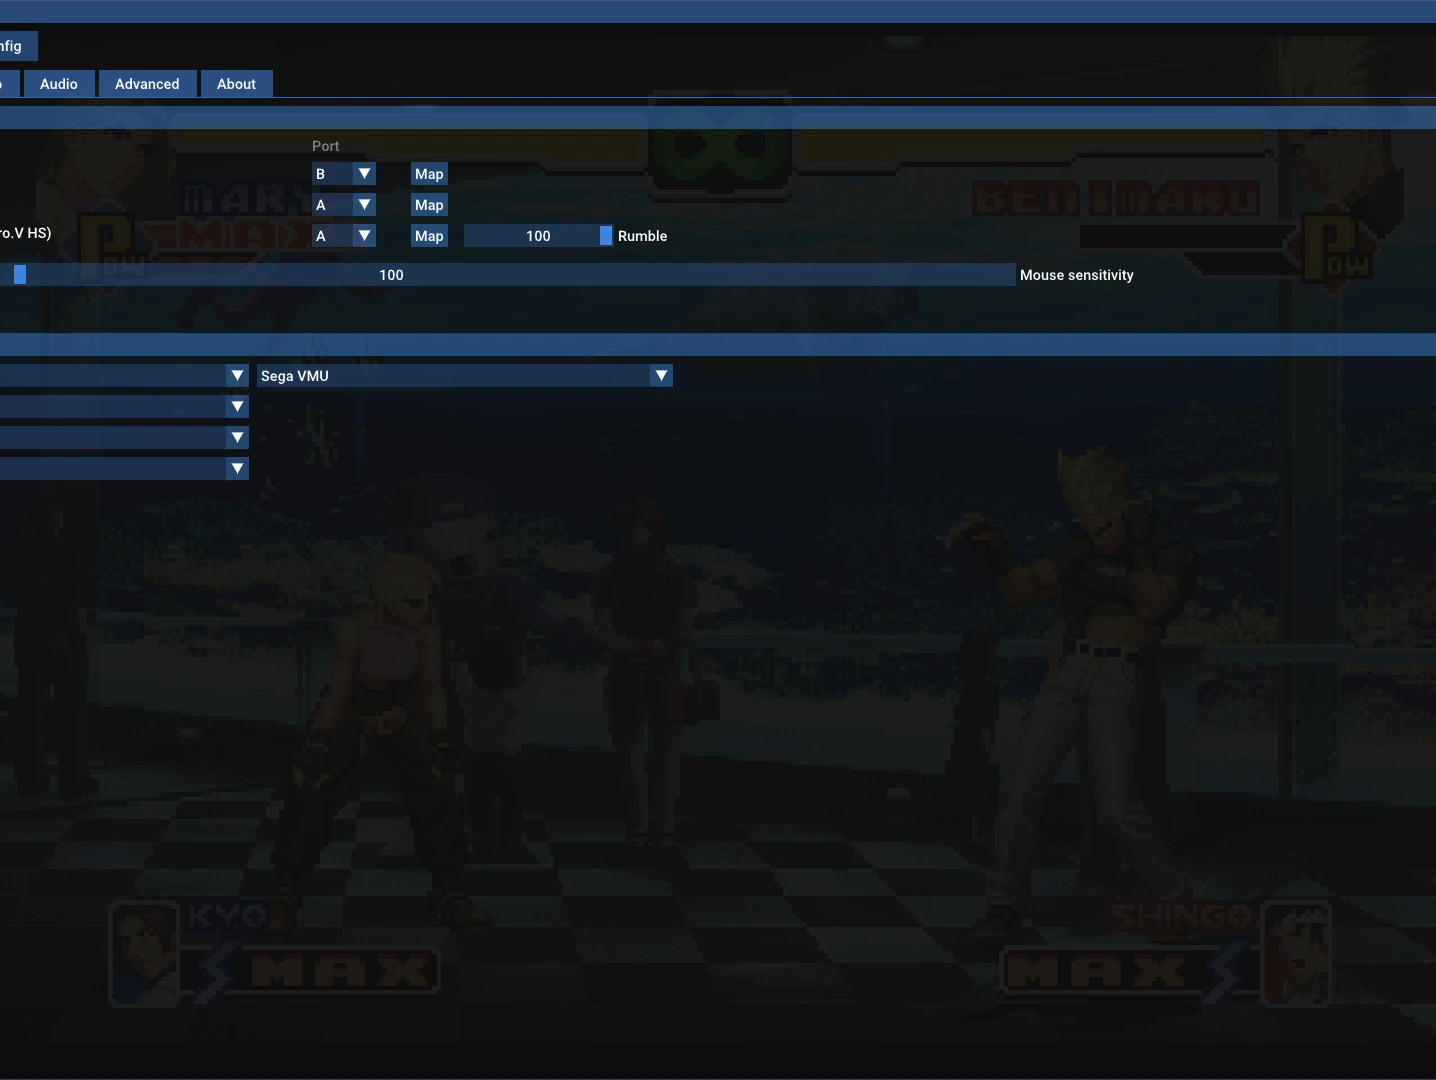 nfig
Audio Advanced About
Port
B Map
MARY BENIMARU
A Map
ro.V HS) A Map 100 Rumble
MAX
POW POW
100 Mouse sensitivity
Sega VMU
KYO SHINGO
MAX MAX